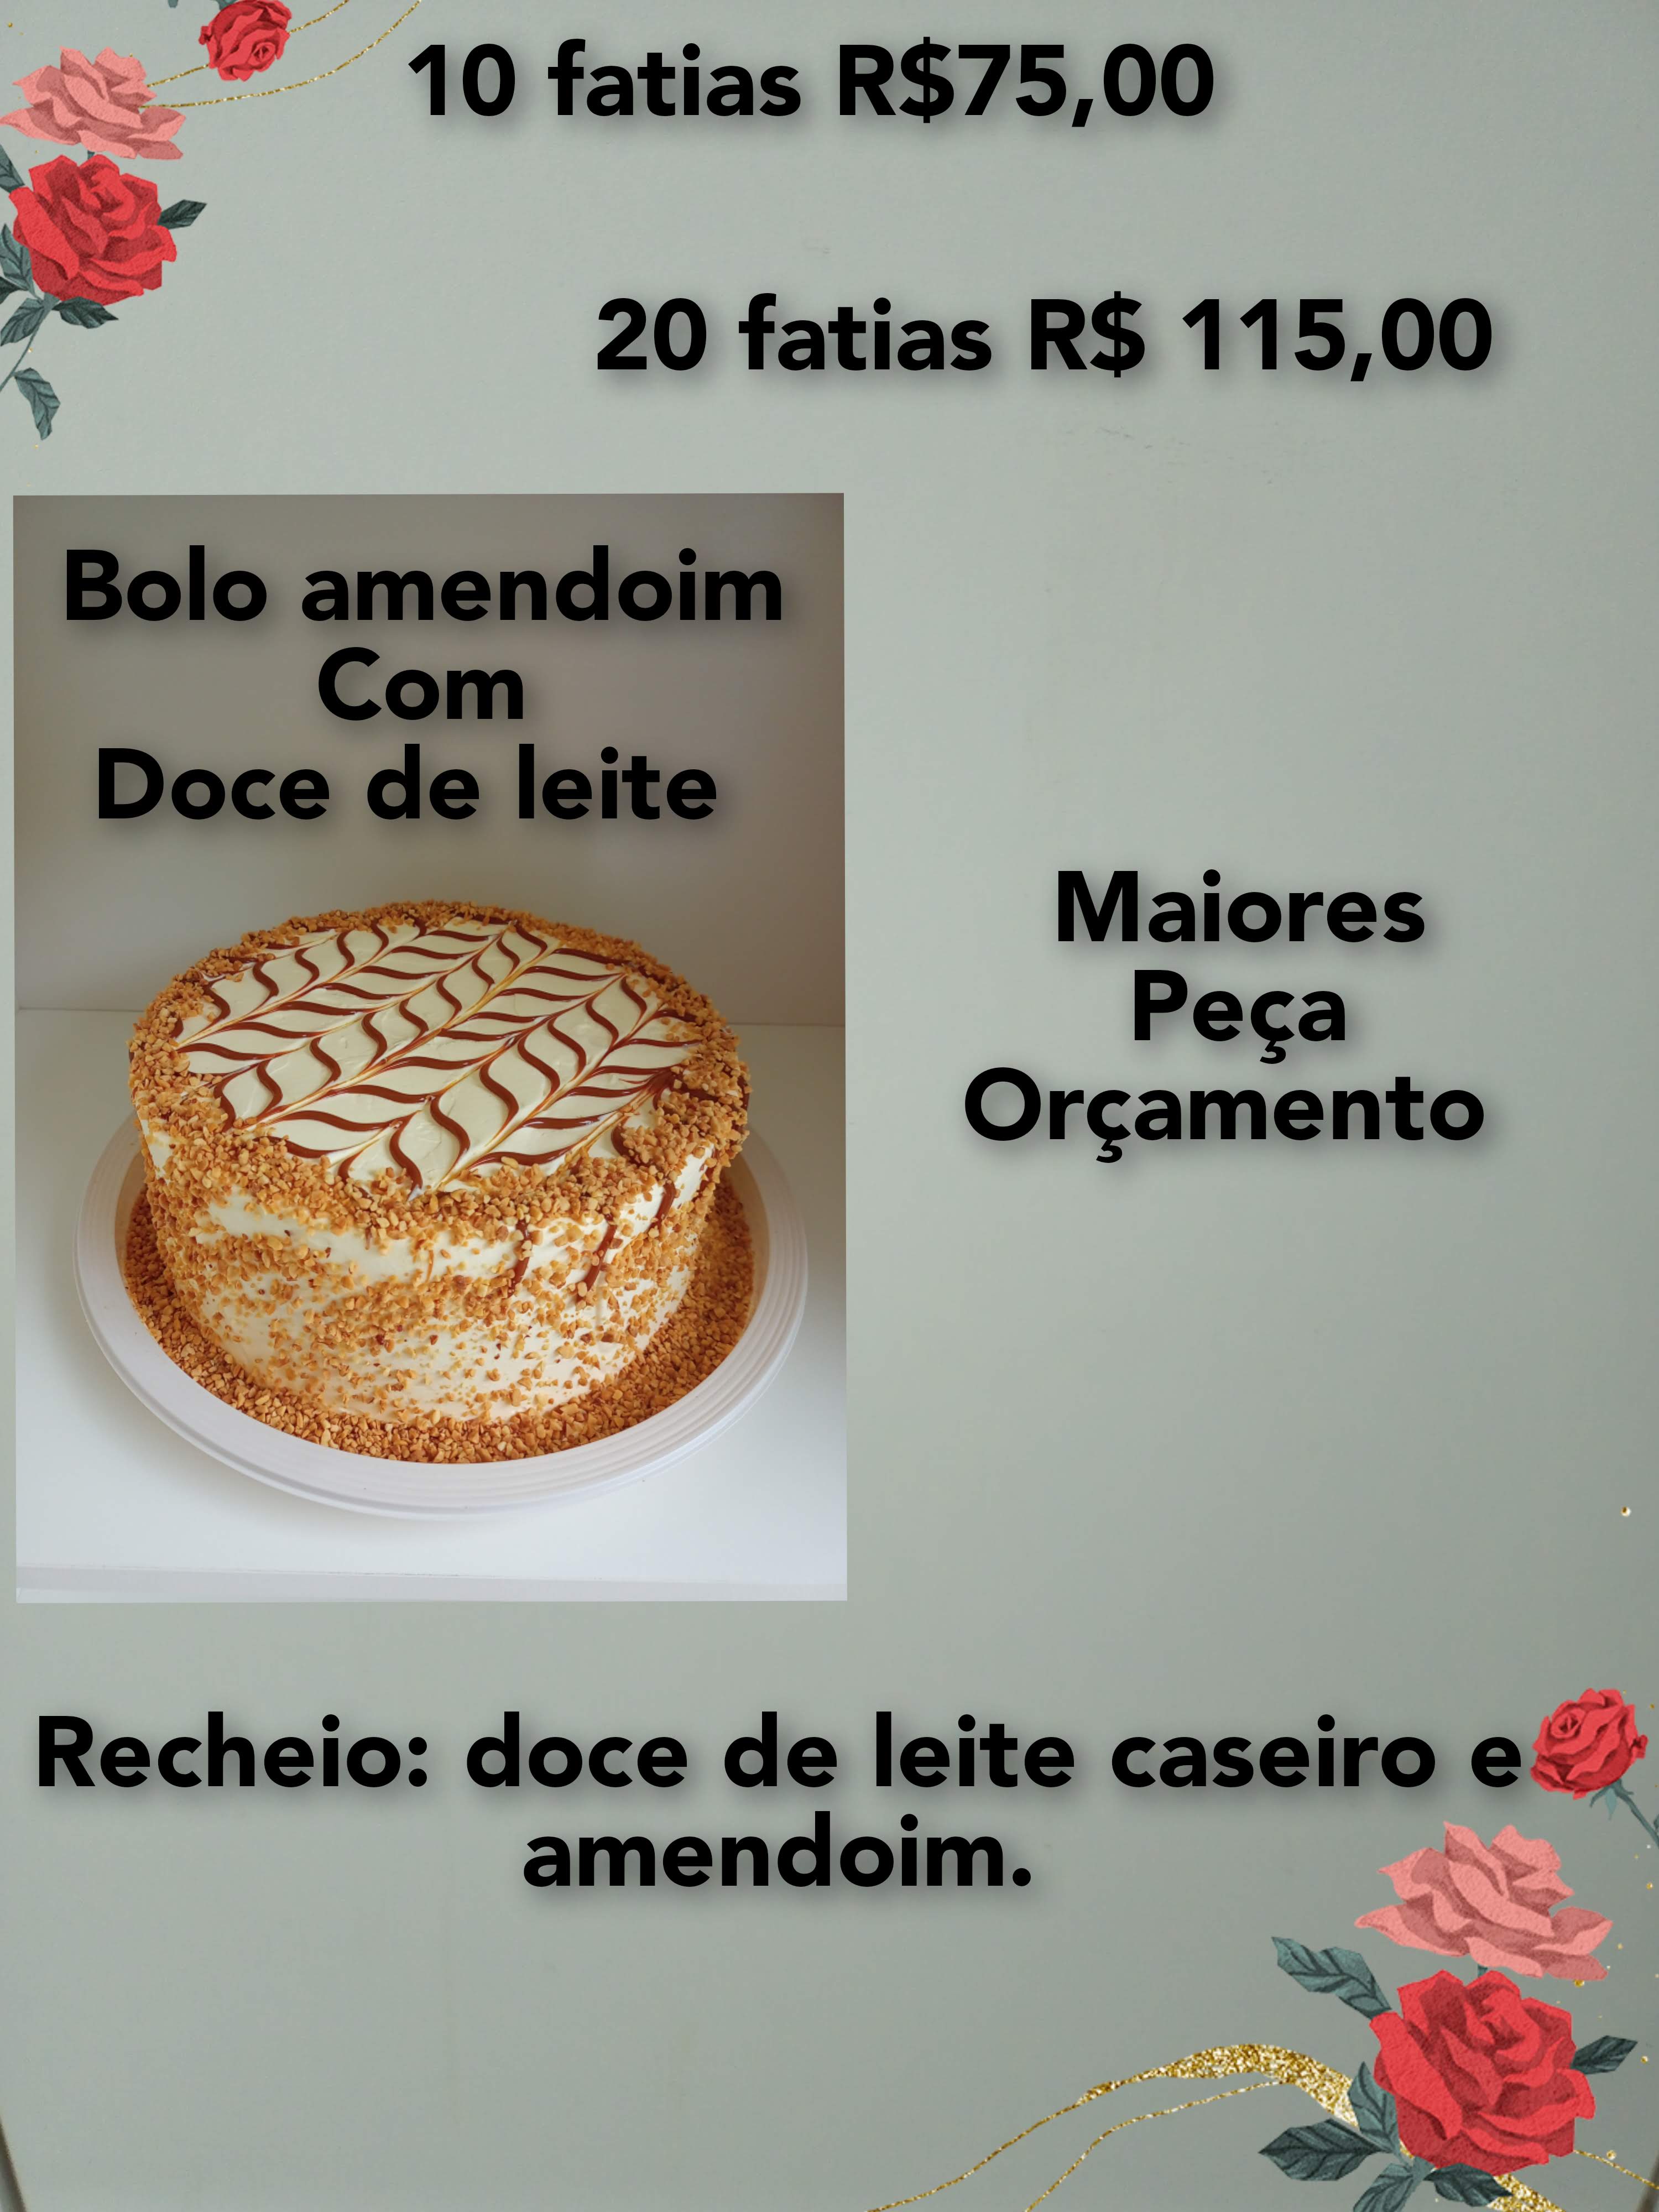 10 fatias R$75,00
20 fatias R$ 115,00
Bolo amendoim
Com
Doce de leite
Maiores
Peça
Orçamento
Recheio: doce de leite caseiro e
amendoim.